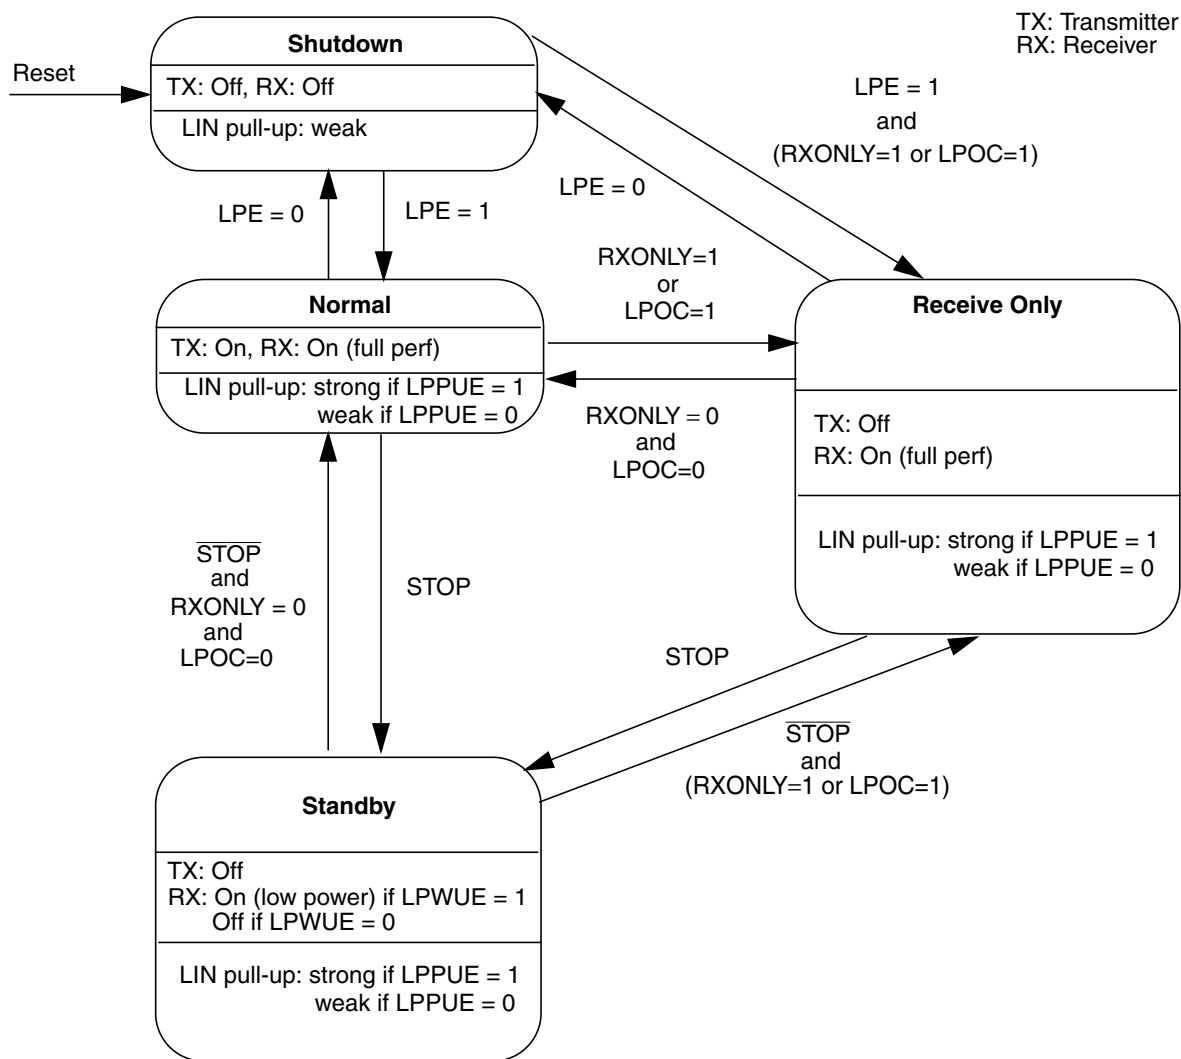 TX: Transmitter
RX: Receiver
Reset
Shutdown
TX: Off, RX: Off
LIN pull-up: weak
LPE = 1
and
(RXONLY=1 or LPOC=1)
LPE = 0
LPE = 0
LPE = 1
RXONLY=1
or
LPOC=1
Normal
TX: On, RX: On (full perf)
LIN pull-up: strong if LPPUE = 1
weak if LPPUE = 0
Receive Only
TX: Off
RX: On (full perf)
LIN pull-up: strong if LPPUE = 1
weak if LPPUE = 0
RXONLY = 0
and
LPOC=0
S̅T̅O̅P̅
and
RXONLY = 0
and
LPOC=0
STOP
STOP
S̅T̅O̅P̅
and
(RXONLY=1 or LPOC=1)
Standby
TX: Off
RX: On (low power) if LPWUE = 1
Off if LPWUE = 0
LIN pull-up: strong if LPPUE = 1
weak if LPPUE = 0